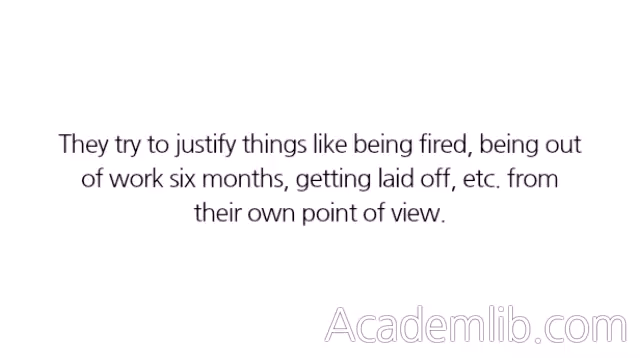 They try to justify things like being fired, being out
of work six months, getting laid off, etc. from
their own point of view.
Academlib.com